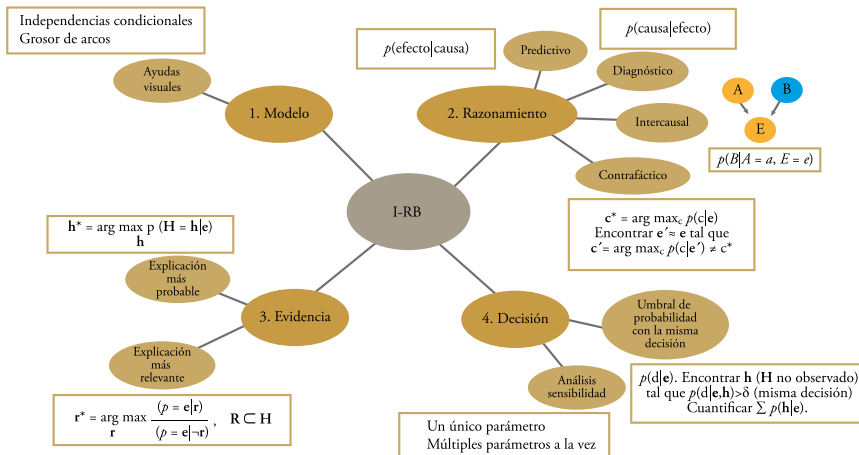 Independencias condicionales
Grosor de arcos
Ayudas
visuales
1. Modelo
p(efecto|causa)
Predictivo
p(causa|efecto)
Diagnóstico
2. Razonamiento
Intercausal
A
B
E
p(B|A = a, E = e)
Contrafáctico
c* = arg maxc p(c|e)
Encontrar e´≈ e tal que
c´= arg maxc p(c|e´) ≠ c*
I-RB
h* = arg max p (H = h|e)
h
Explicación
más
probable
3. Evidencia
Explicación
más
relevante
r* = arg max (p = e|r) / (p = e|¬r) , R ⊂ H
r
4. Decisión
Umbral de
probabilidad
con la misma
decisión
p(d|e). Encontrar h (H no observado)
tal que p(d|e,h)>δ (misma decisión)
Cuantificar ∑ p(h|e).
Análisis
sensibilidad
Un único parámetro
Múltiples parámetros a la vez